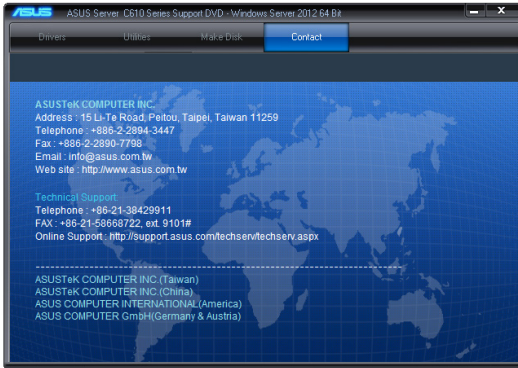 ASUS ASUS Server C610 Series Support DVD - Windows Server 2012 64 Bit
Drivers Utilities Make Disk Contact
ASUSTeK COMPUTER INC.
Address : 15 Li-Te Road, Peitou, Taipei, Taiwan 11259
Telephone : +886-2-2894-3447
Fax : +886-2-2890-7798
Email : info@asus.com.tw
Web site : http://www.asus.com.tw
Technical Support
Telephone : +86-21-38429911
FAX : +86-21-58668722, ext. 9101#
Online Support : http://support.asus.com/techserv/techserv.aspx
ASUSTeK COMPUTER INC.(Taiwan)
ASUSTeK COMPUTER INC.(China)
ASUS COMPUTER INTERNATIONAL(America)
ASUS COMPUTER GmbH(Germany & Austria)